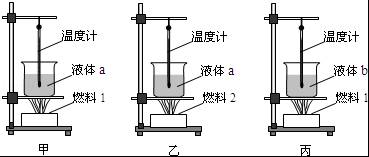 温度计
液体 a
燃料 1
甲
温度计
液体 a
燃料 2
乙
温度计
液体 b
燃料 1
丙